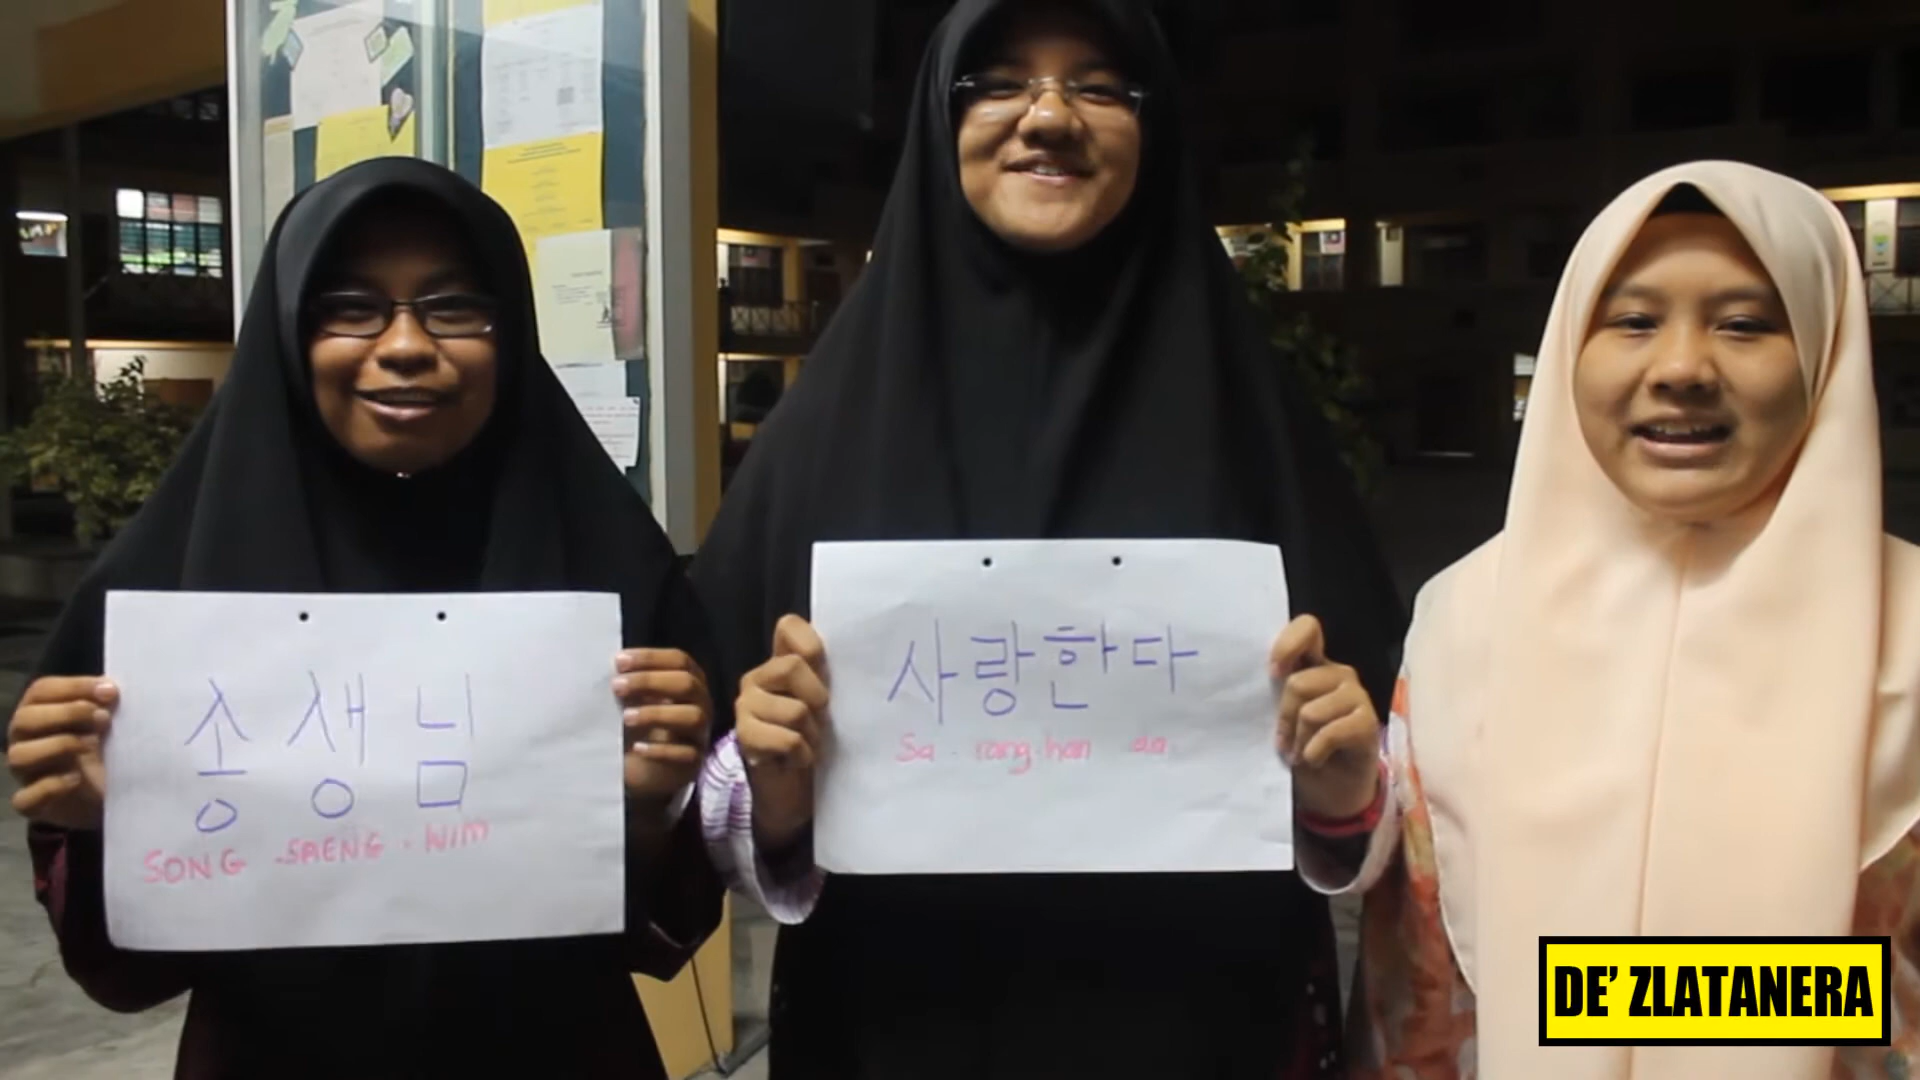 송생님
SONG - SAENG - NIM
사랑한다
Sa - rang han da
DE' ZLATANERA